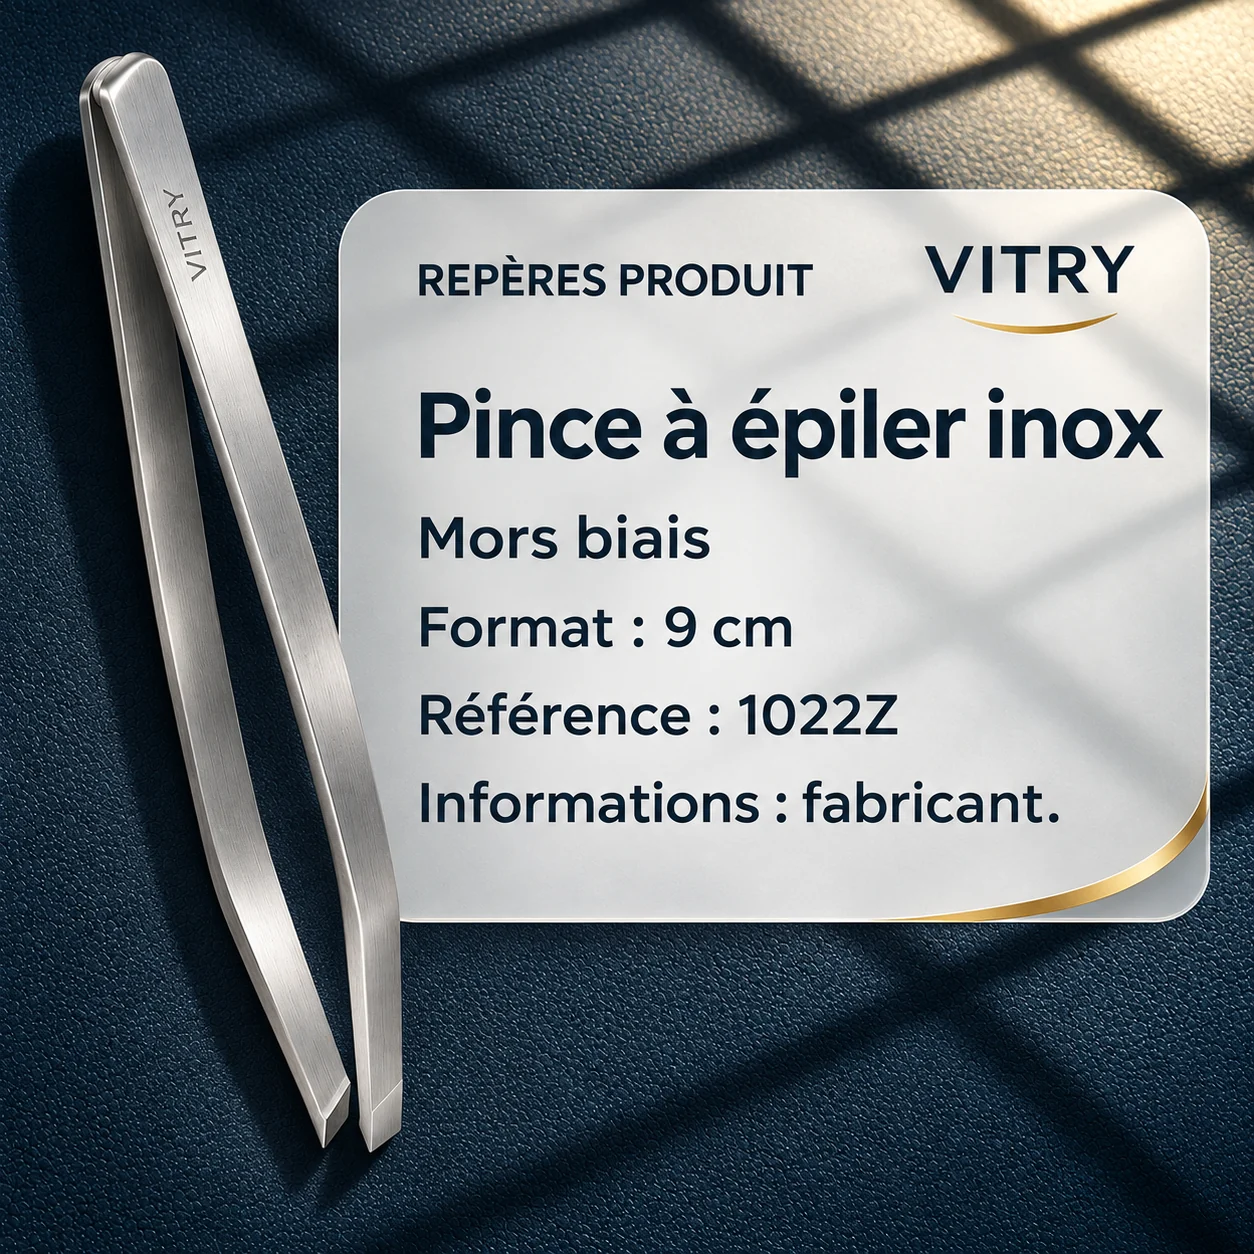 VITRY
REPÈRES PRODUIT
VITRY
Pince à épiler inox
Mors biais
Format : 9 cm
Référence : 1022Z
Informations : fabricant.